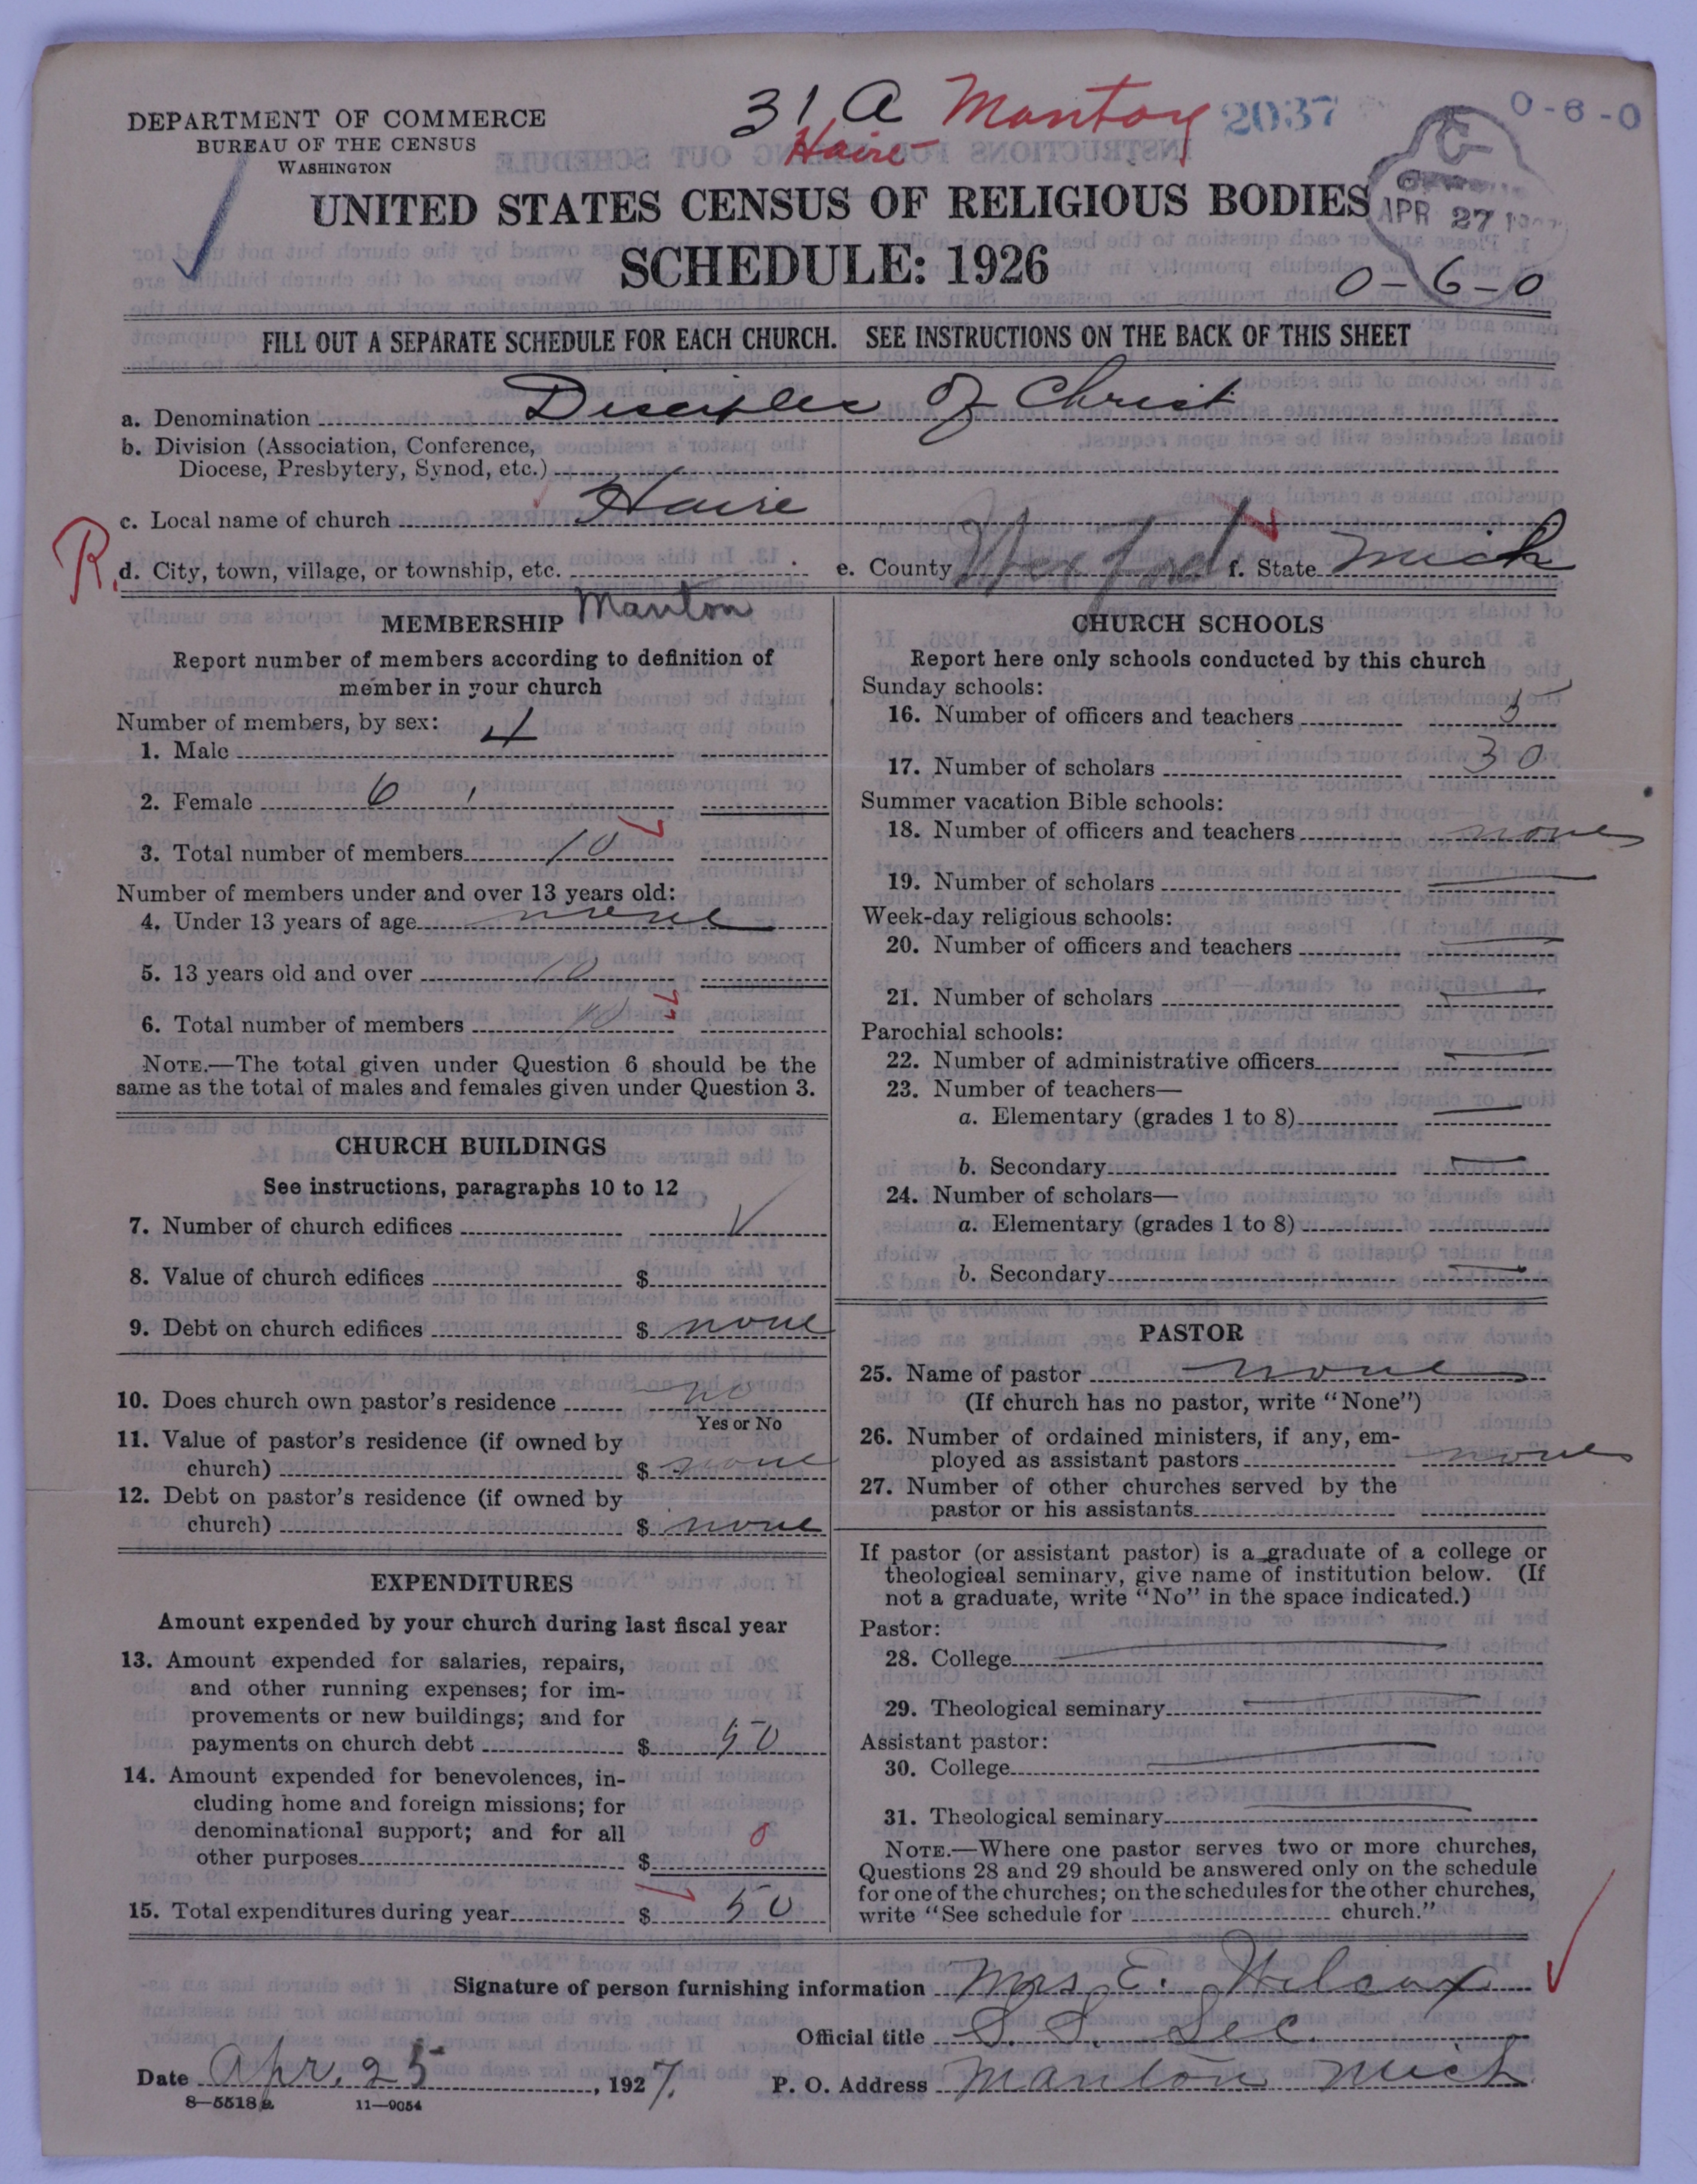 31 A Manton 2037
0-6-0
Haire
DEPARTMENT OF COMMERCE
BUREAU OF THE CENSUS
WASHINGTON
UNITED STATES CENSUS OF RELIGIOUS BODIES
APR 27
SCHEDULE: 1926
0-6-0
FILL OUT A SEPARATE SCHEDULE FOR EACH CHURCH. SEE INSTRUCTIONS ON THE BACK OF THIS SHEET
a. Denomination Disciples of Christ
b. Division (Association, Conference,
Diocese, Presbytery, Synod, etc.)
c. Local name of church Haire
R.
d. City, town, village, or township, etc. Manton e. County Wexford f. State Mich
MEMBERSHIP
Report number of members according to definition of
member in your church
Number of members, by sex:
1. Male 4
2. Female 6
3. Total number of members 10
Number of members under and over 13 years old:
4. Under 13 years of age none
5. 13 years old and over 10
6. Total number of members 10
NOTE.—The total given under Question 6 should be the
same as the total of males and females given under Question 3.
CHURCH BUILDINGS
See instructions, paragraphs 10 to 12
7. Number of church edifices
8. Value of church edifices $
9. Debt on church edifices $ none
10. Does church own pastor's residence no
Yes or No
11. Value of pastor's residence (if owned by
church) $ none
12. Debt on pastor's residence (if owned by
church) $ none
EXPENDITURES
Amount expended by your church during last fiscal year
13. Amount expended for salaries, repairs,
and other running expenses; for im-
provements or new buildings; and for
payments on church debt $ 50
14. Amount expended for benevolences, in-
cluding home and foreign missions; for
denominational support; and for all
other purposes $ 0
15. Total expenditures during year $ 50
CHURCH SCHOOLS
Report here only schools conducted by this church
Sunday schools:
16. Number of officers and teachers 5
17. Number of scholars 30
Summer vacation Bible schools:
18. Number of officers and teachers none
19. Number of scholars
Week-day religious schools:
20. Number of officers and teachers
21. Number of scholars
Parochial schools:
22. Number of administrative officers
23. Number of teachers—
a. Elementary (grades 1 to 8)
b. Secondary
24. Number of scholars—
a. Elementary (grades 1 to 8)
b. Secondary
PASTOR
25. Name of pastor none
(If church has no pastor, write "None")
26. Number of ordained ministers, if any, em-
ployed as assistant pastors none
27. Number of other churches served by the
pastor or his assistants
If pastor (or assistant pastor) is a graduate of a college or
theological seminary, give name of institution below. (If
not a graduate, write "No" in the space indicated.)
Pastor:
28. College
29. Theological seminary
Assistant pastor:
30. College
31. Theological seminary
NOTE.—Where one pastor serves two or more churches,
Questions 28 and 29 should be answered only on the schedule
for one of the churches; on the schedules for the other churches,
write "See schedule for church."
Signature of person furnishing information Mrs E. Wilcox
Official title S. S. Sec.
Date Apr. 25, 1927. P. O. Address Manton Mich
8-5518 a 11-9054